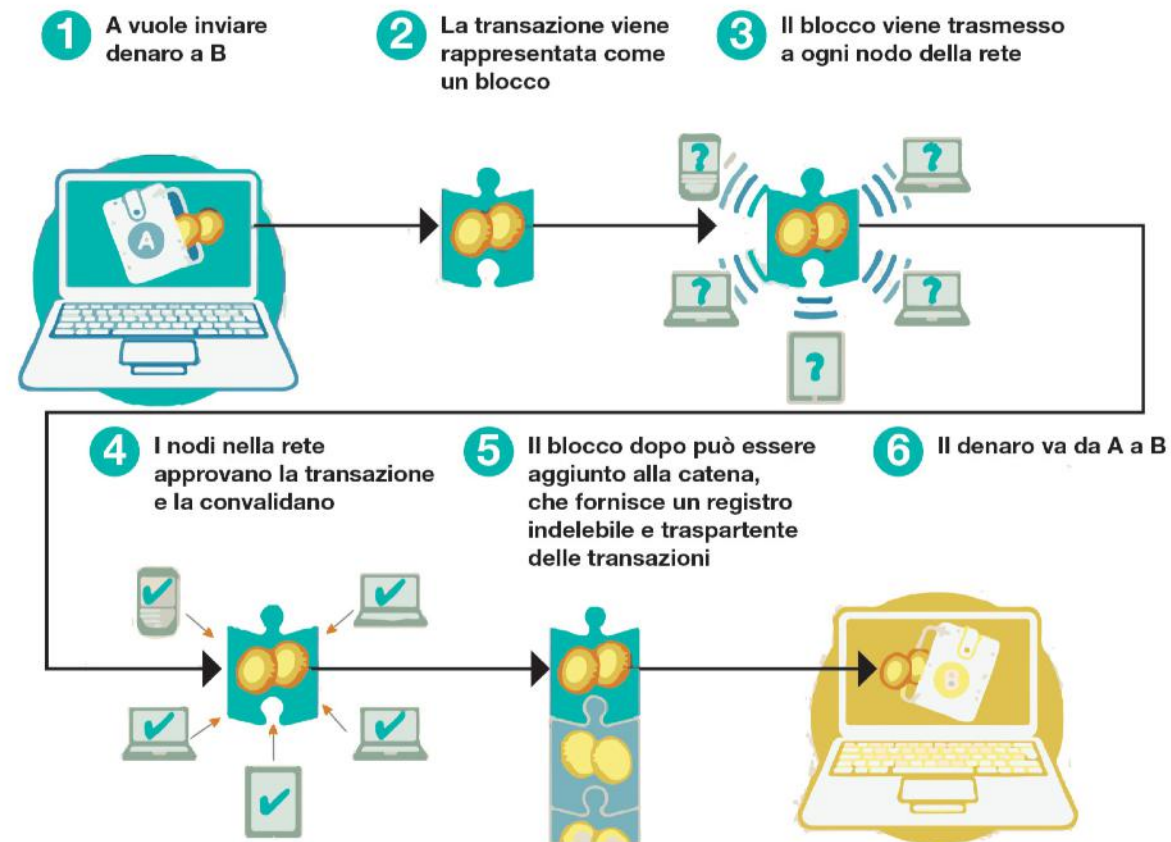 1 A vuole inviare
denaro a B
2 La transazione viene
rappresentata come
un blocco
3 Il blocco viene trasmesso
a ogni nodo della rete
A
?
?
?
?
?
4 I nodi nella rete
approvano la transazione
e la convalidano
5 Il blocco dopo può essere
aggiunto alla catena,
che fornisce un registro
indelebile e traspartente
delle transazioni
6 Il denaro va da A a B